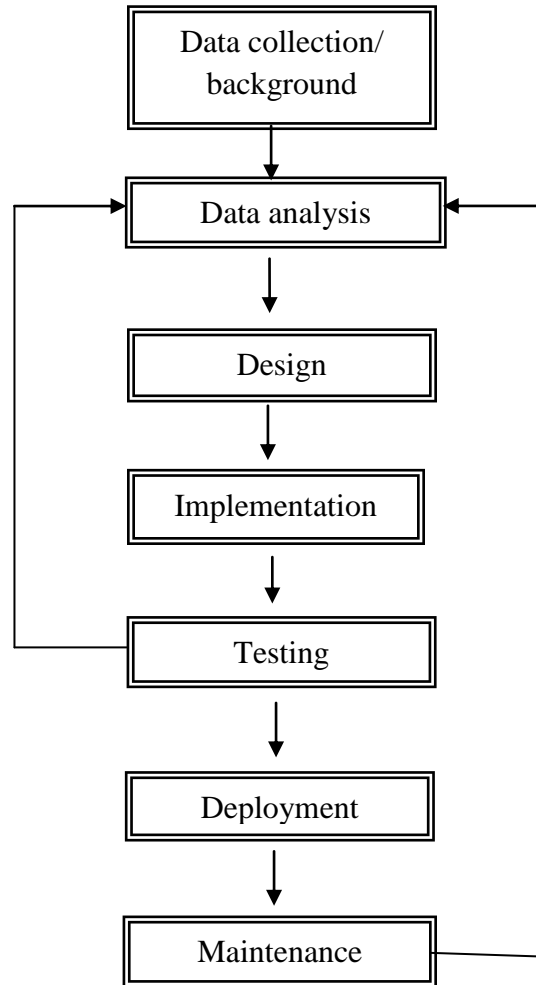 Data collection/
background
Data analysis
Design
Implementation
Testing
Deployment
Maintenance